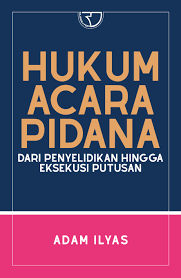 HUKUM
ACARA
PIDANA
DARI PENYELIDIKAN HINGGA
EKSEKUSI PUTUSAN
ADAM ILYAS